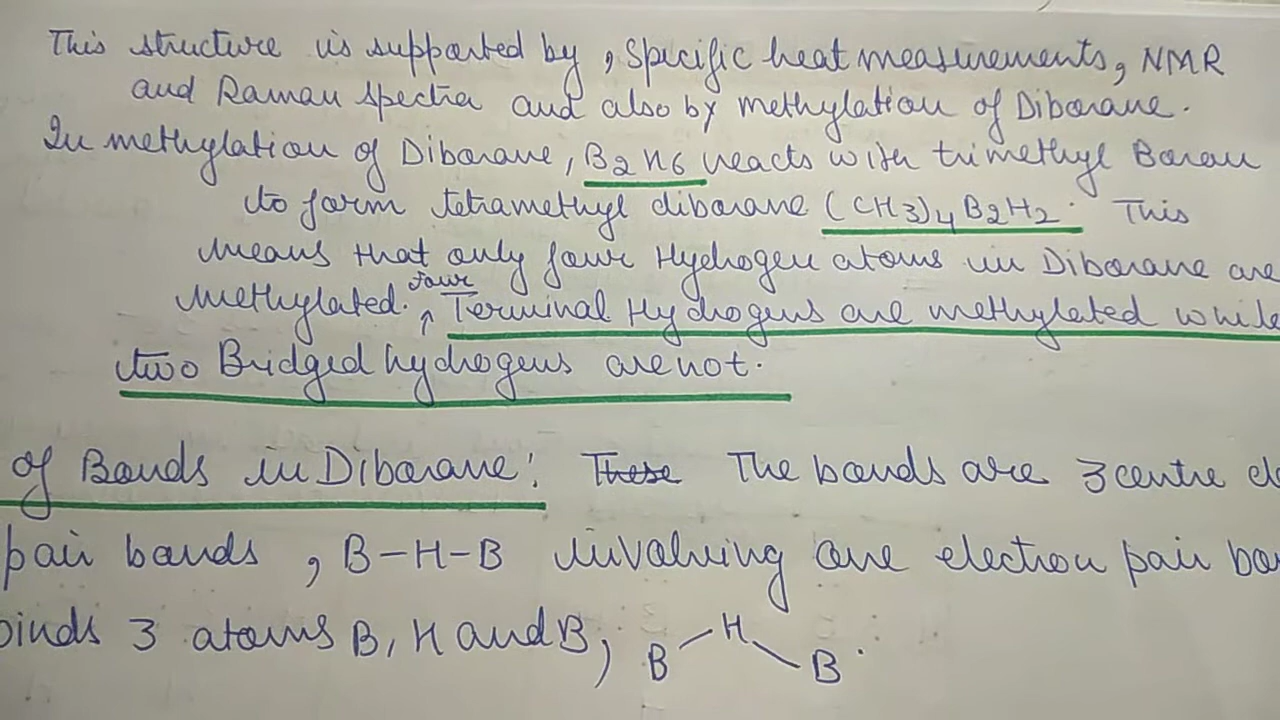 This structure is supported by, Specific heat measurements, NMR
and Raman Spectra and also by methylation of Diborane.
In methylation of Diborane, B2H6 reacts with trimethyl Boron
to form tetramethyl diborane (CH3)4 B2H2. This
means that only four Hydrogen atoms in Diborane are
four
methylated. ↑ Terminal Hydrogens are methylated while
two Bridged hydrogens are not.
of Bonds in Diborane: These The bonds are 3 centre
pair bonds, B-H-B involving one electron pair
binds 3 atoms B, H and B, B H B.